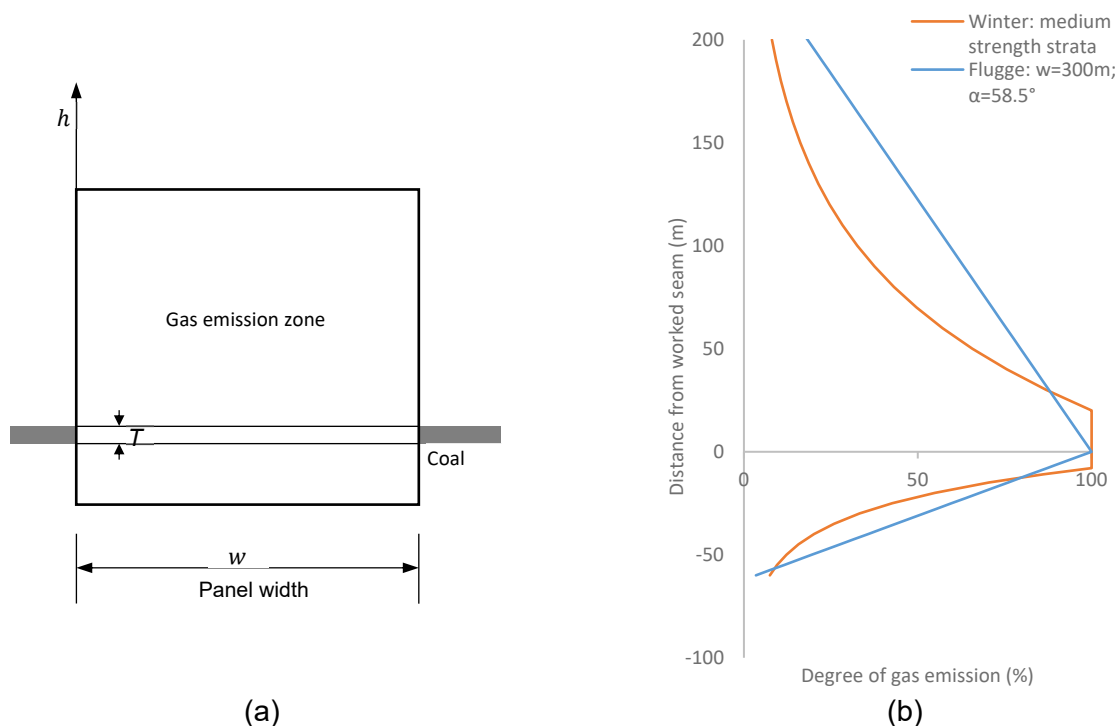 h
Gas emission zone
T
Coal
w
Panel width
(a)
Winter: medium
strength strata
Flugge: w=300m;
α=58.5°
200
150
100
50
0
-50
-100
0
50
100
Distance from worked seam (m)
Degree of gas emission (%)
(b)